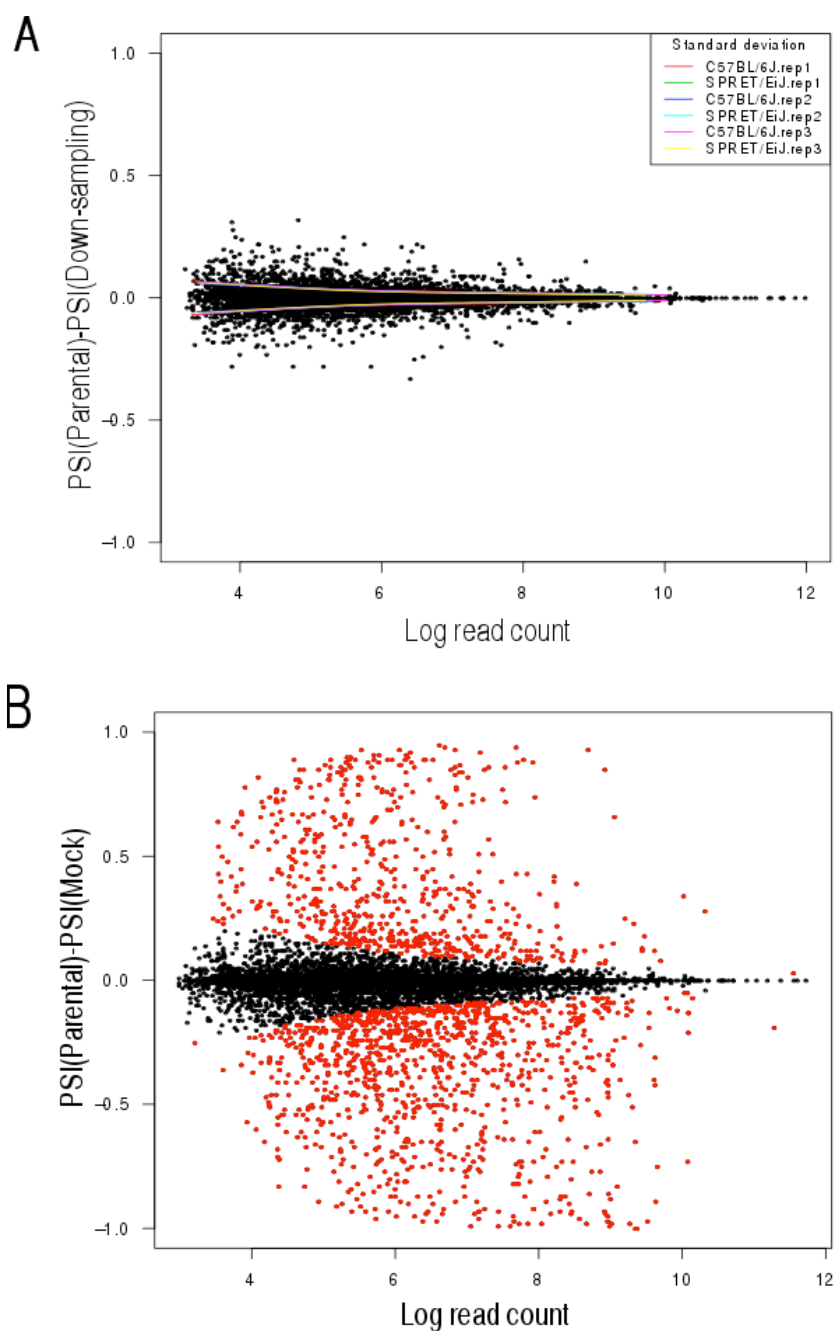 A
1.0
0.5
0.0
−0.5
−1.0
PSI(Parental)-PSI(Down-sampling)
Standard deviation
C57BL/6J.rep1
SPRET/EiJ.rep1
C57BL/6J.rep2
SPRET/EiJ.rep2
C57BL/6J.rep3
SPRET/EiJ.rep3
4 6 8 10 12
Log read count
B
1.0
0.5
0.0
−0.5
−1.0
PSI(Parental)-PSI(Mock)
4 6 8 10 12
Log read count